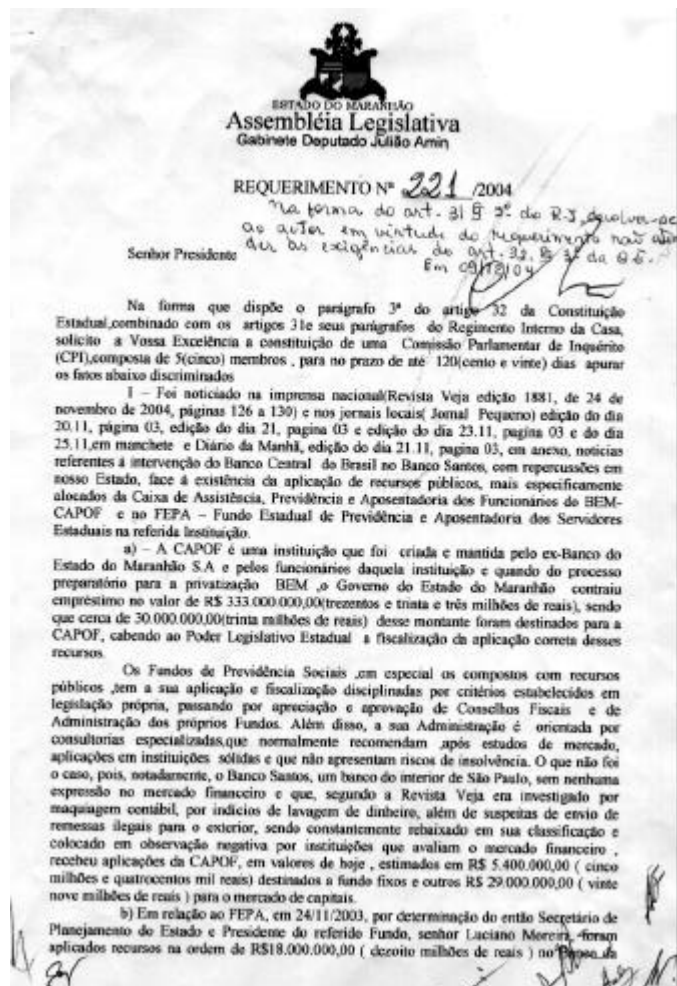 ESTADO DO MARANHÃO
Assembléia Legislativa
Gabinete Deputado Julião Amin
REQUERIMENTO Nº 221 /2004
Na forma do art. 31 § 2º do R.I. devolver-se
ao autor em virtude do requerimento não aten
der às exigências do art. 32, § 3º da
Em 09/12/04
Senhor Presidente
Na forma que dispõe o parágrafo 3º do artigo 32 da Constituição
Estadual,combinado com os artigos 31e seus parágrafos do Regimento Interno da Casa,
solicito a Vossa Excelência a constituição de uma Comissão Parlamentar de Inquérito
(CPI),composta de 5(cinco) membros , para no prazo de até 120(cento e vinte) dias apurar
os fatos abaixo discriminados
I – Foi noticiado na imprensa nacional(Revista Veja edição 1881, de 24 de
novembro de 2004, páginas 126 a 130) e nos jornais locais( Jornal Pequeno) edição do dia
20.11, página 03, edição do dia 21, pagina 03 e edição do dia 23.11, pagina 03 e do dia
25.11,em manchete e Diário da Manhã, edição do dia 21.11, pagina 03, em anexo, notícias
referentes á intervenção do Banco Central do Brasil no Banco Santos, com repercussões em
nosso Estado, face á existência da aplicação de recursos públicos, mais especificamente
alocados da Caixa de Assistência, Previdência e Aposentadoria dos Funcionários do BEM-
CAPOF e no FEPA – Fundo Estadual de Previdência e Aposentadoria dos Servidores
Estaduais na referida Instituição.
a) – A CAPOF é uma instituição que foi criada e mantida pelo ex-Banco do
Estado do Maranhão S.A e pelos funcionários daquela instituição e quando do processo
preparatório para a privatização BEM ,o Governo do Estado do Maranhão contraiu
empréstimo no valor de R$ 333.000.000,00(trezentos e trinta e três milhões de reais), sendo
que cerca de 30.000.000,00(trinta milhões de reais) desse montante foram destinados para a
CAPOF, cabendo ao Poder Legislativo Estadual a fiscalização da aplicação correta desses
recursos.
Os Fundos de Previdência Sociais ,em especial os compostos com recursos
públicos ,tem a sua aplicação e fiscalização disciplinadas por critérios estabelecidos em
legislação própria, passando por apreciação e aprovação de Conselhos Fiscais e de
Administração dos próprios Fundos. Além disso, a sua Administração é orientada por
consultorias especializadas,que normalmente recomendam ,após estudos de mercado,
aplicações em instituições sólidas e que não apresentam riscos de insolvência. O que não foi
o caso, pois, notadamente, o Banco Santos, um banco do interior de São Paulo, sem nenhuma
expressão no mercado financeiro e que, segundo a Revista Veja era investigado por
maquiagem contábil, por indícios de lavagem de dinheiro, além de suspeitas de envio de
remessas ilegais para o exterior, sendo constantemente rebaixado em sua classificação e
colocado em observação negativa por instituições que avaliam o mercado financeiro ,
recebeu aplicações da CAPOF, em valores de hoje , estimados em R$ 5.400.000,00 ( cinco
milhões e quatrocentos mil reais) destinados a fundo fixos e outros R$ 29.000.000,00 ( vinte
nove milhões de reais ) para o mercado de capitais.
b) Em relação ao FEPA, em 24/11/2003, por determinação do então Secretário de
Planejamento do Estado e Presidente do referido Fundo, senhor Luciano Moreira, foram
aplicados recursos na ordem de R$18.000.000,00 ( dezoito milhões de reais ) no Banco da